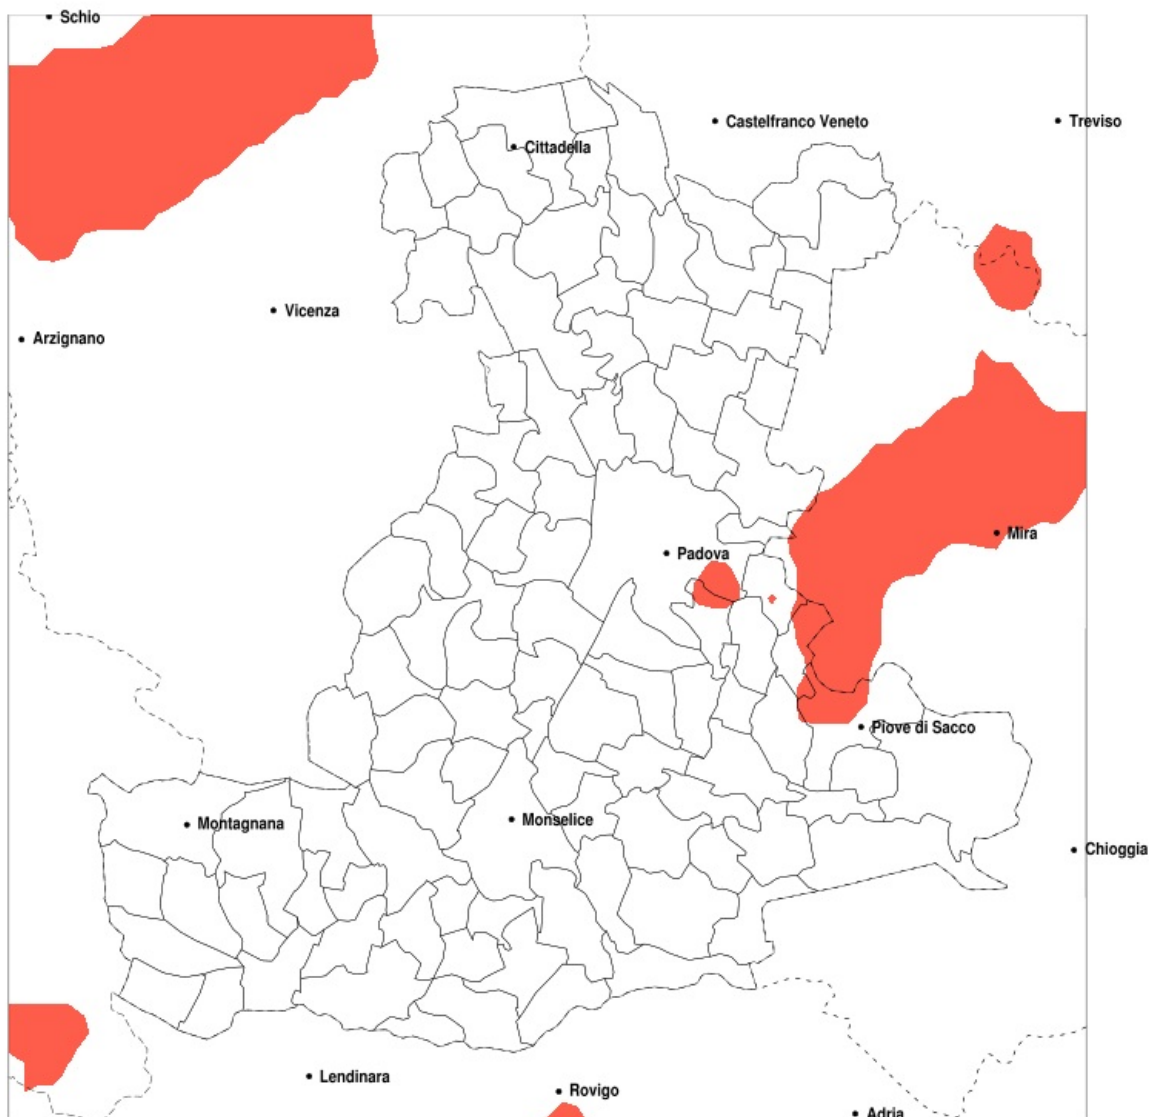 Schio
Castelfranco Veneto
Treviso
Cittadella
Vicenza
Arzignano
Mira
Padova
Piove di Sacco
Monselice
Montagnana
Chioggia
Lendinara
Rovigo
Adria